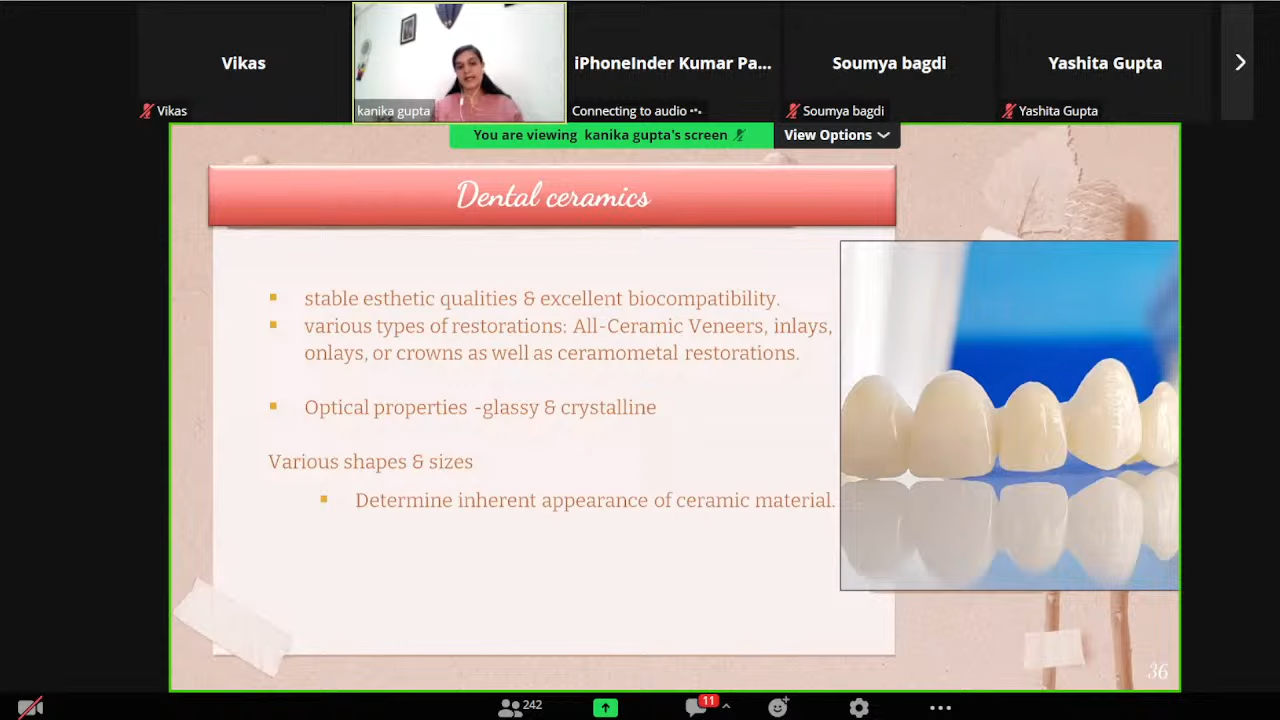 Vikas
iPhoneInder Kumar Pa...
Soumya bagdi
Yashita Gupta
Vikas
kanika gupta
Connecting to audio
Soumya bagdi
Yashita Gupta
You are viewing kanika gupta's screen
View Options
Dental ceramics
stable esthetic qualities & excellent biocompatibility.
various types of restorations: All-Ceramic Veneers, inlays,
onlays, or crowns as well as ceramometal restorations.
Optical properties -glassy & crystalline
Various shapes & sizes
Determine inherent appearance of ceramic material.
36
242
11